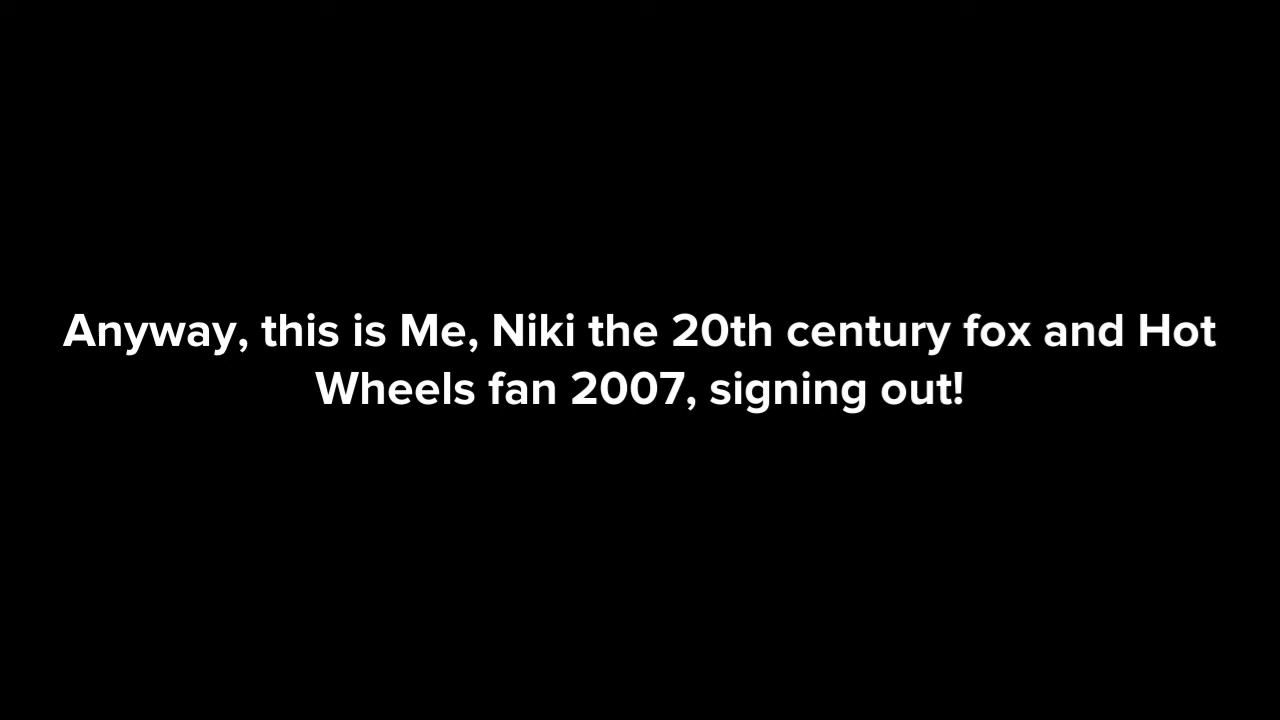 Anyway, this is Me, Niki the 20th century fox and Hot
Wheels fan 2007, signing out!